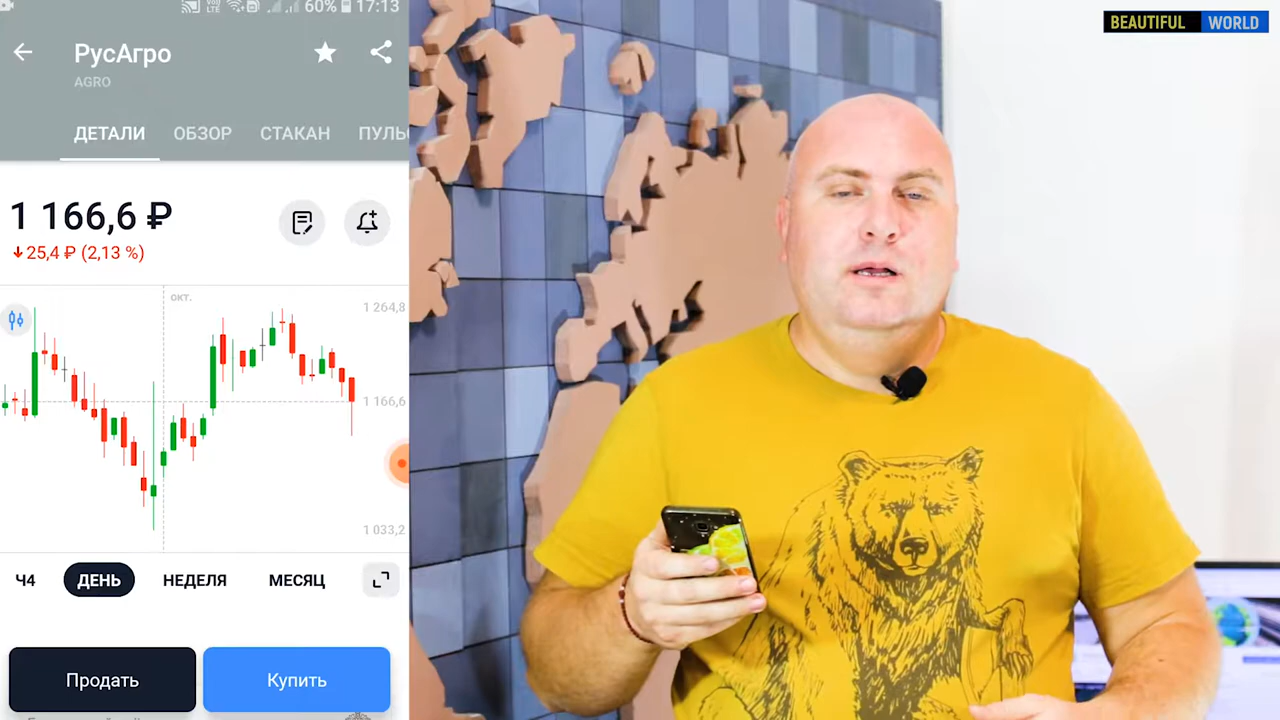 60% 17:13
РусАгро
AGRO
ДЕТАЛИ ОБЗОР СТАКАН ПУЛЬ
1 166,6 ₽
25,4 ₽ (2,13 %)
окт.
1 264,8
1 166,6
1 033,2
Ч4 ДЕНЬ НЕДЕЛЯ МЕСЯЦ
Продать Купить
BEAUTIFUL WORLD